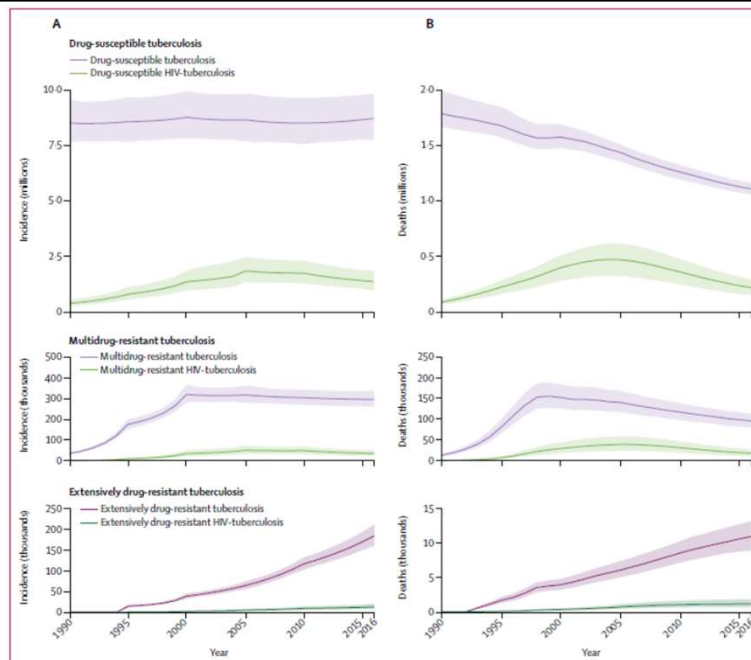 A
B
Drug-susceptible tuberculosis
Drug-susceptible tuberculosis
Drug-susceptible HIV-tuberculosis
10·0
7·5
5·0
2·5
0
Incidence (millions)
2·0
1·5
1·0
0·5
0
Deaths (millions)
Multidrug-resistant tuberculosis
Multidrug-resistant tuberculosis
Multidrug-resistant HIV-tuberculosis
500
400
300
200
100
0
Incidence (thousands)
250
200
150
100
50
0
Deaths (thousands)
Extensively drug-resistant tuberculosis
Extensively drug-resistant tuberculosis
Extensively drug-resistant HIV-tuberculosis
250
200
150
100
50
0
Incidence (thousands)
1990
1995
2000
2005
2010
2015
2016
Year
15
10
5
0
Deaths (thousands)
1990
1995
2000
2005
2010
2015
2016
Year